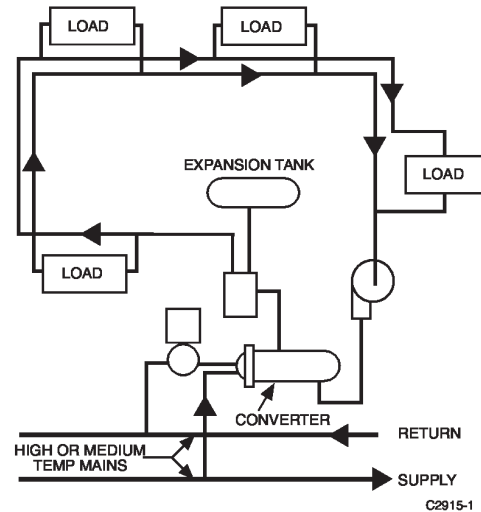 LOAD
LOAD
EXPANSION TANK
LOAD
LOAD
CONVERTER
RETURN
HIGH OR MEDIUM
TEMP MAINS
SUPPLY
C2915-1